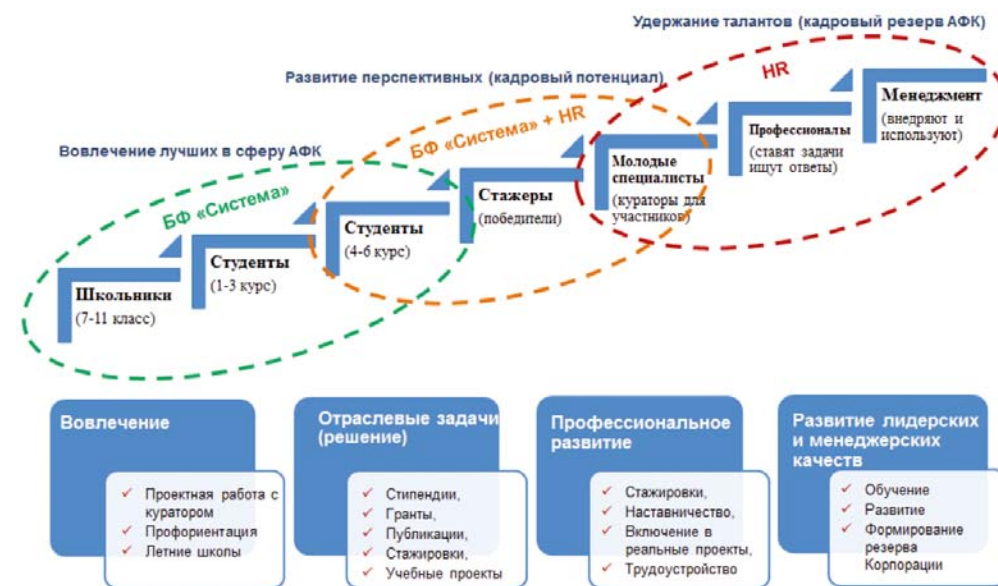 Удержание талантов (кадровый резерв АФК)
HR
Развитие перспективных (кадровый потенциал)
БФ «Система» + HR
Вовлечение лучших в сферу АФК
БФ «Система»
Менеджмент
(внедряют и
используют)
Профессионалы
(ставят задачи
ищут ответы)
Молодые
специалисты
(кураторы для
участников)
Стажеры
(победители)
Студенты
(4-6 курс)
Студенты
(1-3 курс)
Школьники
(7-11 класс)
Вовлечение
Проектная работа с
куратором
Профориентация
Летние школы
Отраслевые задачи
(решение)
Стипендии,
Гранты,
Публикации,
Стажировки,
Учебные проекты
Профессиональное
развитие
Стажировки,
Наставничество,
Включение в
реальные проекты,
Трудоустройство
Развитие лидерских
и менеджерских
качеств
Обучение
Развитие
Формирование
резерва
Корпорации